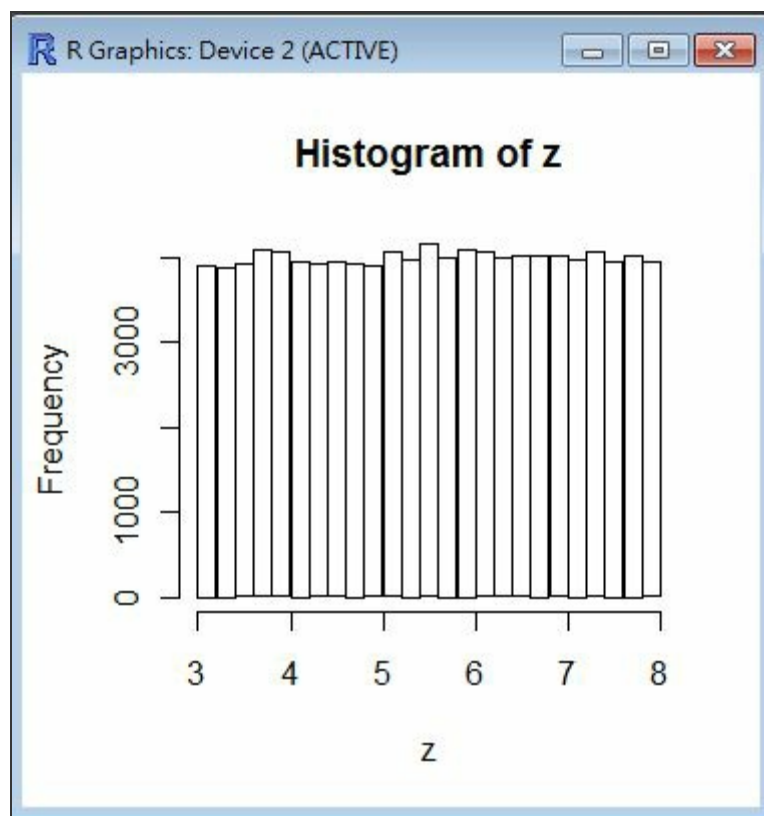 R Graphics: Device 2 (ACTIVE)
Histogram of z
Frequency
3000
1000
0
3 4 5 6 7 8
z